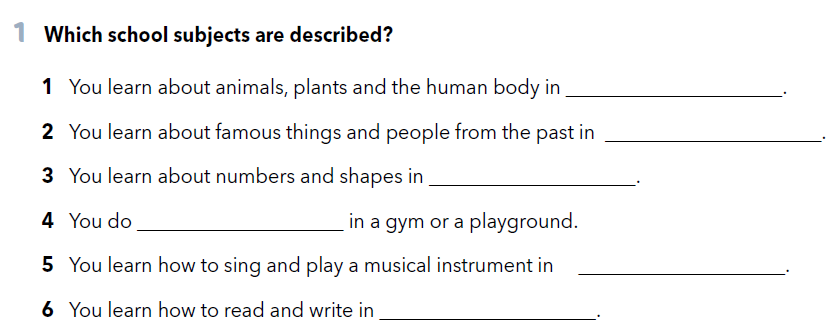 1 Which school subjects are described?
1 You learn about animals, plants and the human body in ____________________.
2 You learn about famous things and people from the past in ____________________.
3 You learn about numbers and shapes in ____________________.
4 You do ____________________ in a gym or a playground.
5 You learn how to sing and play a musical instrument in ____________________.
6 You learn how to read and write in ____________________.